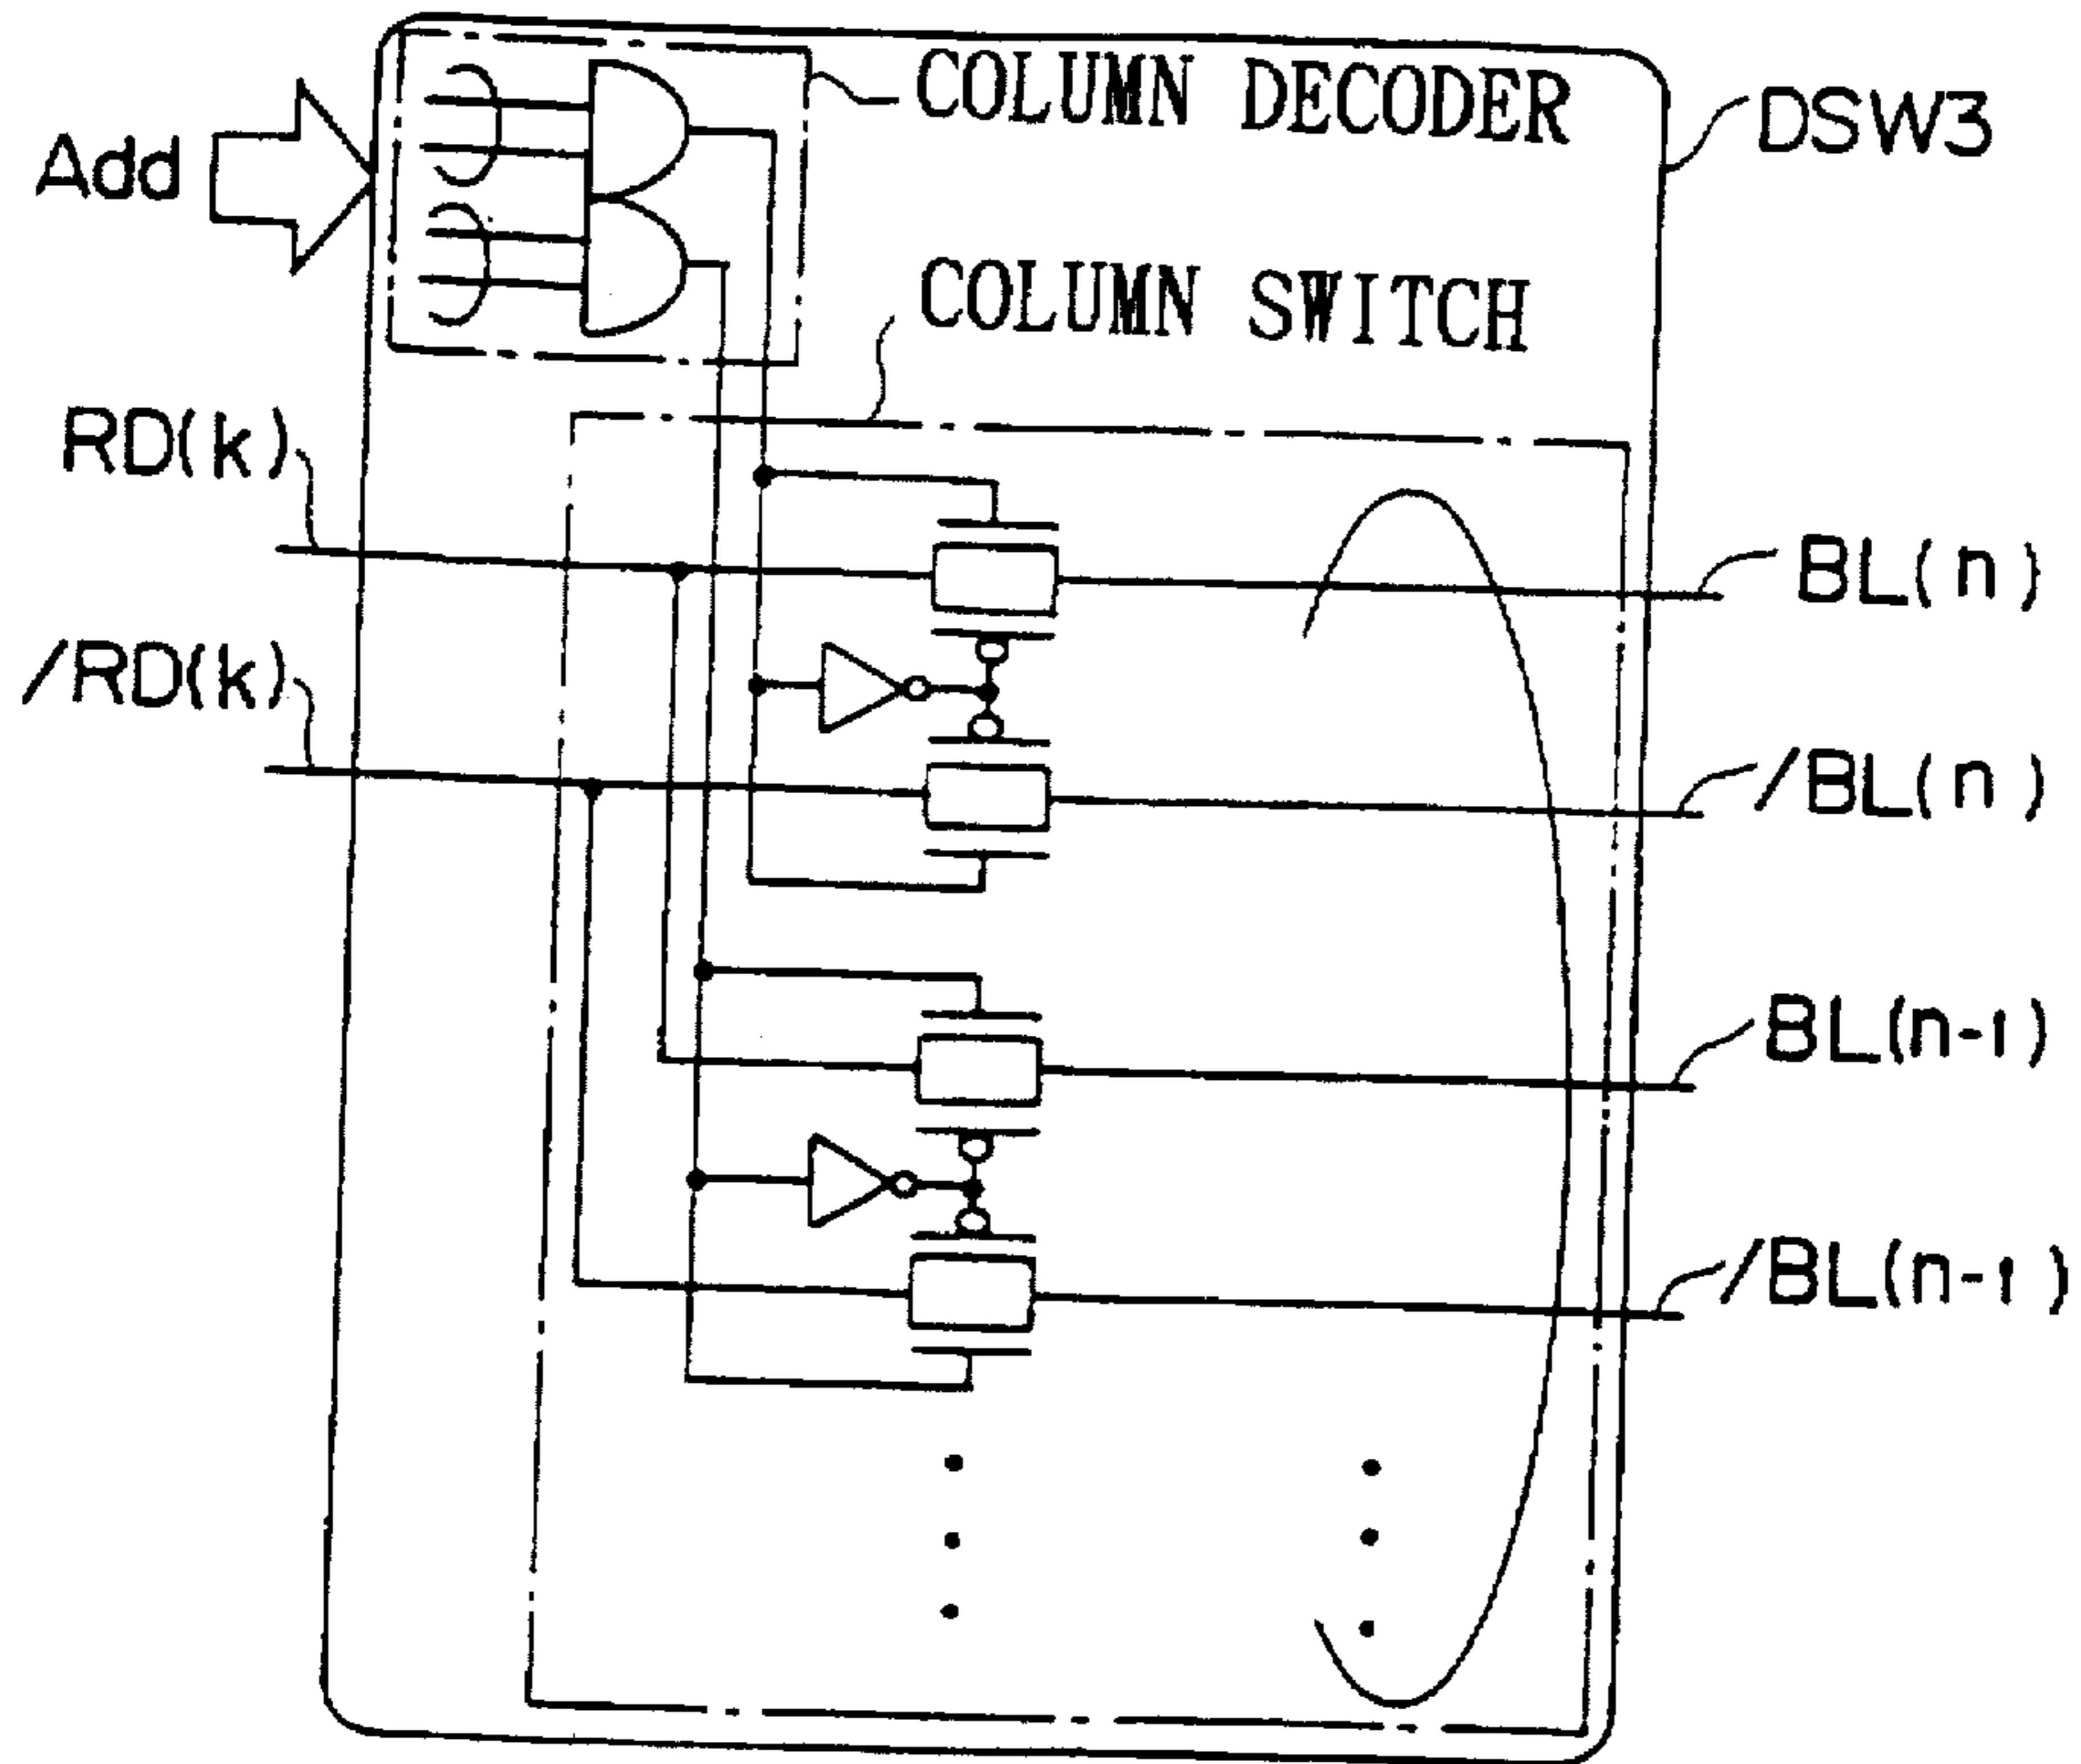 COLUMN DECODER
DSW3
Add
COLUMN SWITCH
RD(k)
BL(n)
/RD(k)
/BL(n)
BL(n-1)
/BL(n-1)